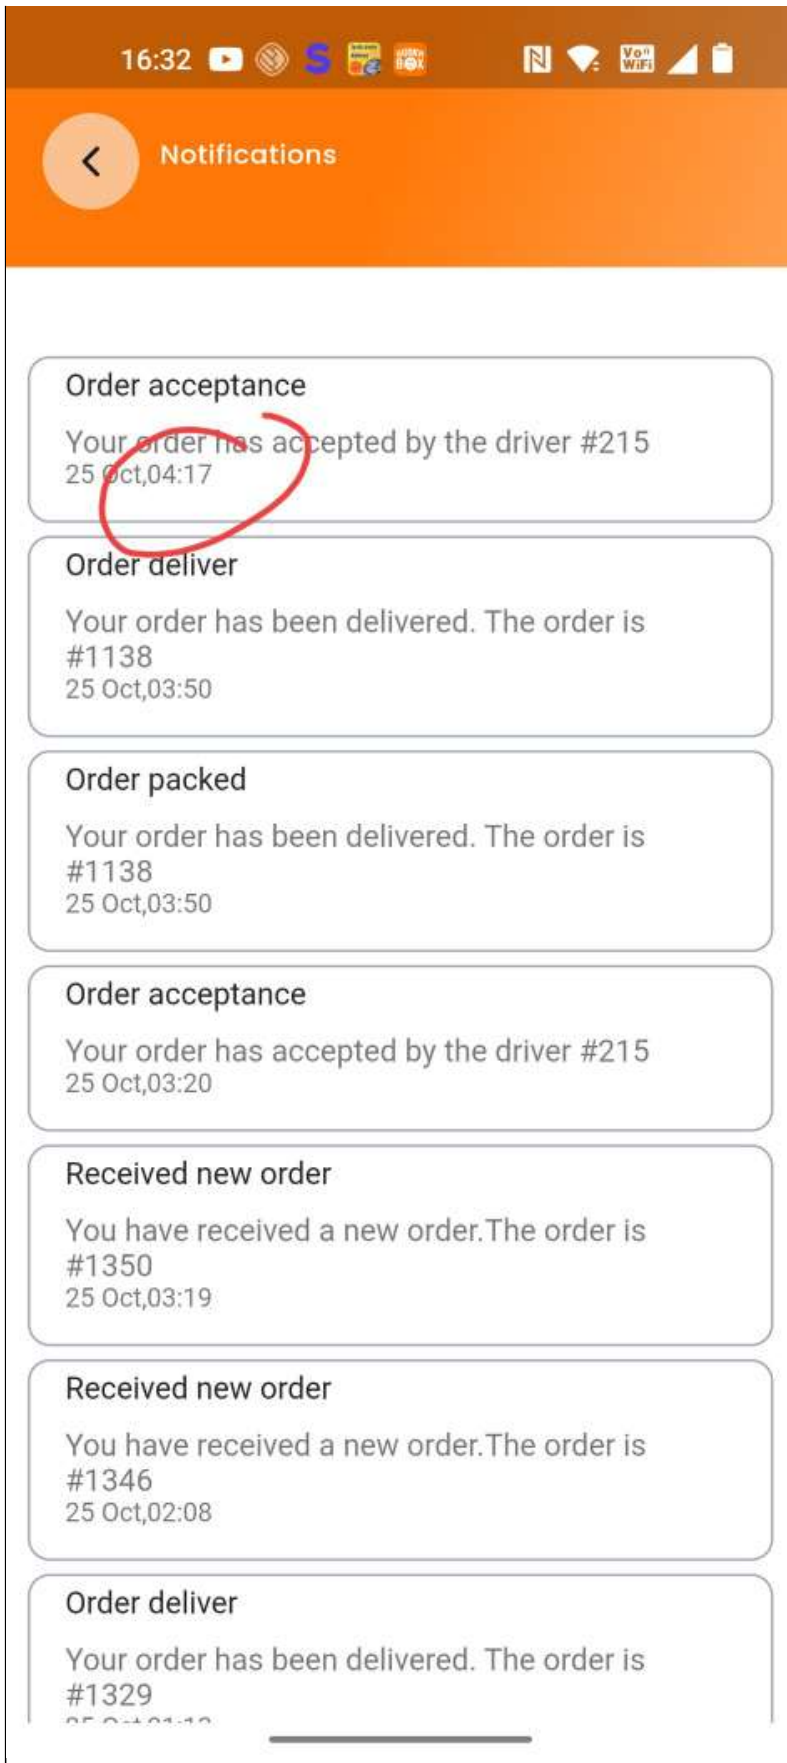 16:32
Vo))
WiFi
Notifications
Order acceptance
Your order has accepted by the driver #215
25 Oct,04:17
Order deliver
Your order has been delivered. The order is
#1138
25 Oct,03:50
Order packed
Your order has been delivered. The order is
#1138
25 Oct,03:50
Order acceptance
Your order has accepted by the driver #215
25 Oct,03:20
Received new order
You have received a new order.The order is
#1350
25 Oct,03:19
Received new order
You have received a new order.The order is
#1346
25 Oct,02:08
Order deliver
Your order has been delivered. The order is
#1329